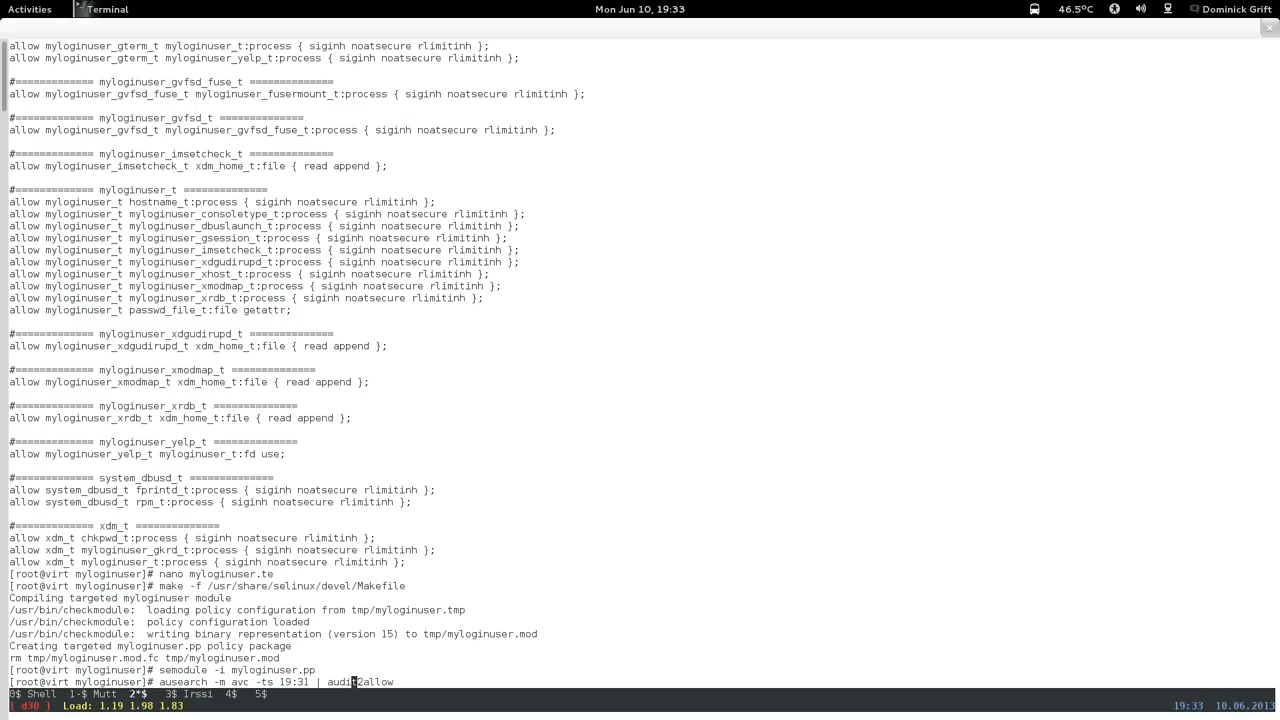 Activities Terminal Mon Jun 10, 19:33 46.5°C Dominick Grift
allow myloginuser_gterm_t myloginuser_t:process { siginh noatsecure rlimitinh };
allow myloginuser_gterm_t myloginuser_yelp_t:process { siginh noatsecure rlimitinh };
#============= myloginuser_gvfsd_fuse_t ==============
allow myloginuser_gvfsd_fuse_t myloginuser_fusermount_t:process { siginh noatsecure rlimitinh };
#============= myloginuser_gvfsd_t ==============
allow myloginuser_gvfsd_t myloginuser_gvfsd_fuse_t:process { siginh noatsecure rlimitinh };
#============= myloginuser_imsetcheck_t ==============
allow myloginuser_imsetcheck_t xdm_home_t:file { read append };
#============= myloginuser_t ==============
allow myloginuser_t hostname_t:process { siginh noatsecure rlimitinh };
allow myloginuser_t myloginuser_consoletype_t:process { siginh noatsecure rlimitinh };
allow myloginuser_t myloginuser_dbuslaunch_t:process { siginh noatsecure rlimitinh };
allow myloginuser_t myloginuser_gsession_t:process { siginh noatsecure rlimitinh };
allow myloginuser_t myloginuser_imsetcheck_t:process { siginh noatsecure rlimitinh };
allow myloginuser_t myloginuser_xdgudirupd_t:process { siginh noatsecure rlimitinh };
allow myloginuser_t myloginuser_xhost_t:process { siginh noatsecure rlimitinh };
allow myloginuser_t myloginuser_xmodmap_t:process { siginh noatsecure rlimitinh };
allow myloginuser_t myloginuser_xrdb_t:process { siginh noatsecure rlimitinh };
allow myloginuser_t passwd_file_t:file getattr;
#============= myloginuser_xdgudirupd_t ==============
allow myloginuser_xdgudirupd_t xdm_home_t:file { read append };
#============= myloginuser_xmodmap_t ==============
allow myloginuser_xmodmap_t xdm_home_t:file { read append };
#============= myloginuser_xrdb_t ==============
allow myloginuser_xrdb_t xdm_home_t:file { read append };
#============= myloginuser_yelp_t ==============
allow myloginuser_yelp_t myloginuser_t:fd use;
#============= system_dbusd_t ==============
allow system_dbusd_t fprintd_t:process { siginh noatsecure rlimitinh };
allow system_dbusd_t rpm_t:process { siginh noatsecure rlimitinh };
#============= xdm_t ==============
allow xdm_t chkpwd_t:process { siginh noatsecure rlimitinh };
allow xdm_t myloginuser_gkrd_t:process { siginh noatsecure rlimitinh };
allow xdm_t myloginuser_t:process { siginh noatsecure rlimitinh };
[root@virt myloginuser]# nano myloginuser.te
[root@virt myloginuser]# make -f /usr/share/selinux/devel/Makefile
Compiling targeted myloginuser module
/usr/bin/checkmodule:  loading policy configuration from tmp/myloginuser.tmp
/usr/bin/checkmodule:  policy configuration loaded
/usr/bin/checkmodule:  writing binary representation (version 15) to tmp/myloginuser.mod
Creating targeted myloginuser.pp policy package
rm tmp/myloginuser.mod.fc tmp/myloginuser.mod
[root@virt myloginuser]# semodule -i myloginuser.pp
[root@virt myloginuser]# ausearch -m avc -ts 19:31 | audit2allow
0$ Shell  1-$ Mutt  2*$  3$ Irssi  4$  5$
[ d30 ]  Load: 1.19 1.98 1.83 19:33  10.06.2013